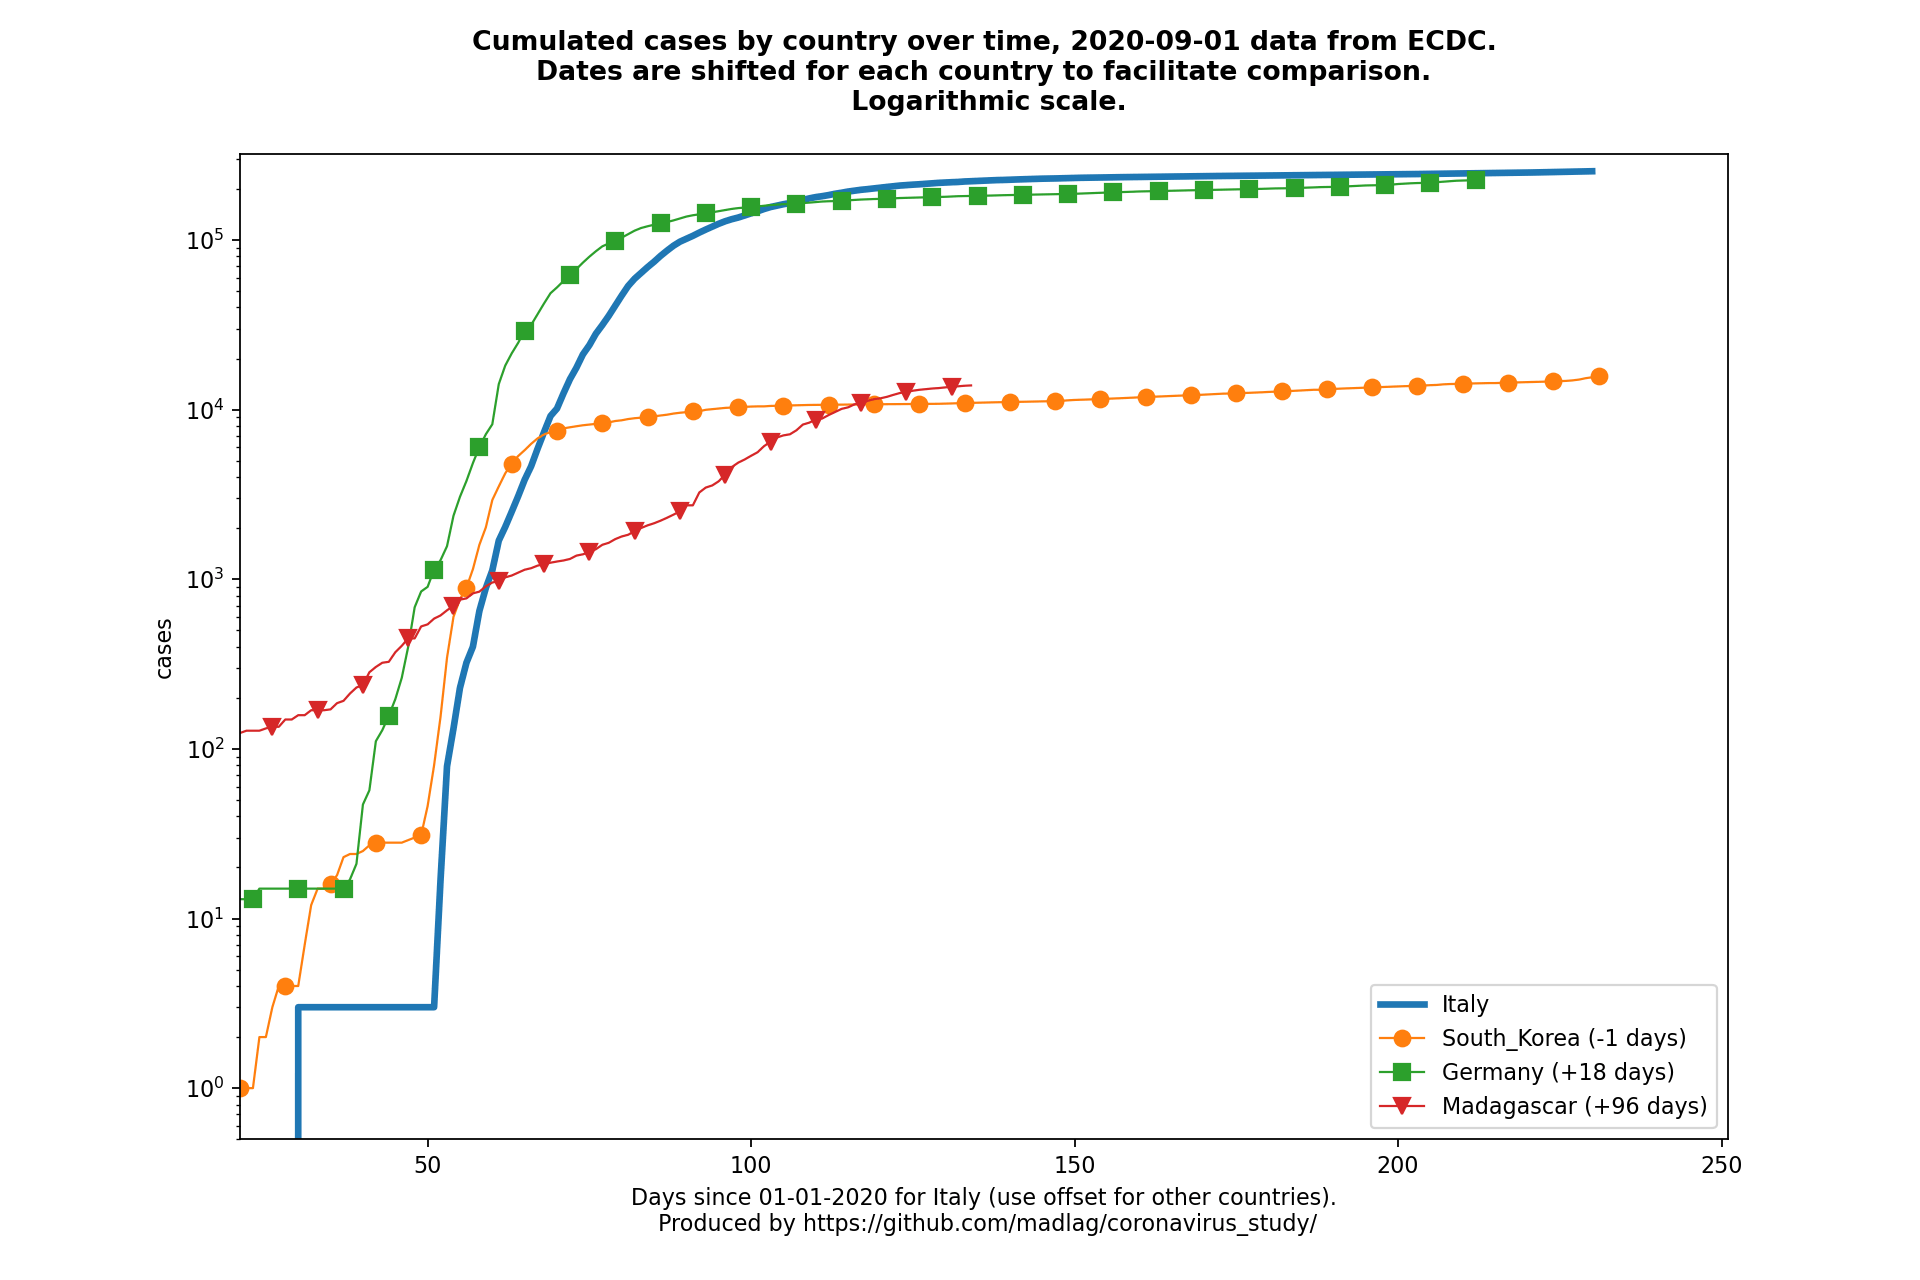 Cumulated cases by country over time, 2020-09-01 data from ECDC.
Dates are shifted for each country to facilitate comparison.
Logarithmic scale.
10^5
10^4
10^3
10^2
10^1
10^0
cases
Italy
South_Korea (-1 days)
Germany (+18 days)
Madagascar (+96 days)
50 100 150 200 250
Days since 01-01-2020 for Italy (use offset for other countries).
Produced by https://github.com/madlag/coronavirus_study/